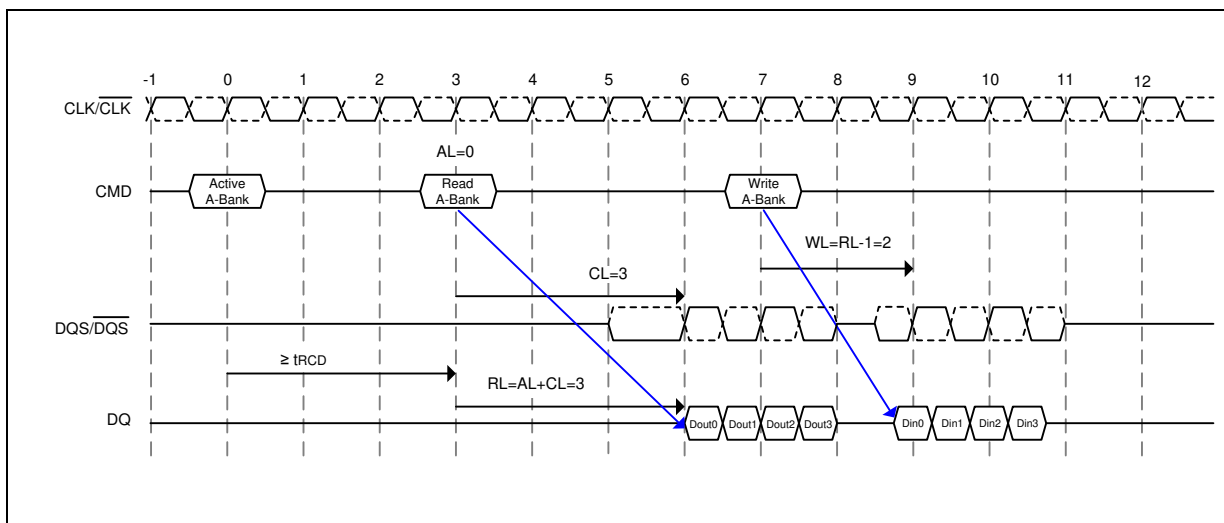 -1 0 1 2 3 4 5 6 7 8 9 10 11 12
CLK/CLK
AL=0
CMD
Active
A-Bank
Read
A-Bank
Write
A-Bank
WL=RL-1=2
CL=3
DQS/DQS
≥ tRCD
RL=AL+CL=3
DQ
Dout0 Dout1 Dout2 Dout3
Din0 Din1 Din2 Din3